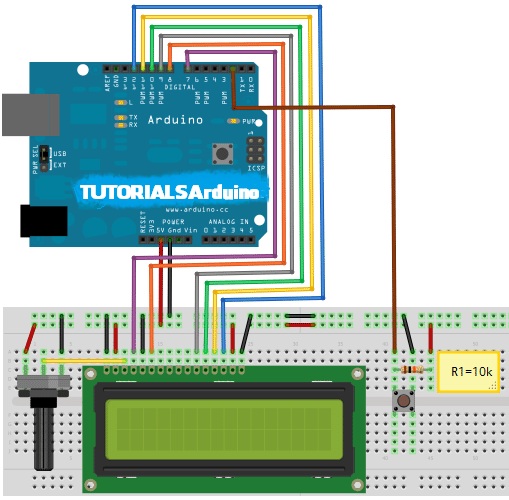 AREF
GND
13
12
PWM 11
PWM 10
PWM 9
8
7
PWM 6
PWM 5
4
PWM 3
2
TX 1
RX 0
DIGITAL
L
TX
RX
Arduino
PWR
1
ICSP
PWR SEL
USB
EXT
TUTORIALSArduino
www.arduino.cc
POWER
ANALOG IN
RESET
3V3
5V
Gnd
Vin
0 1 2 3 4 5
R1=10k